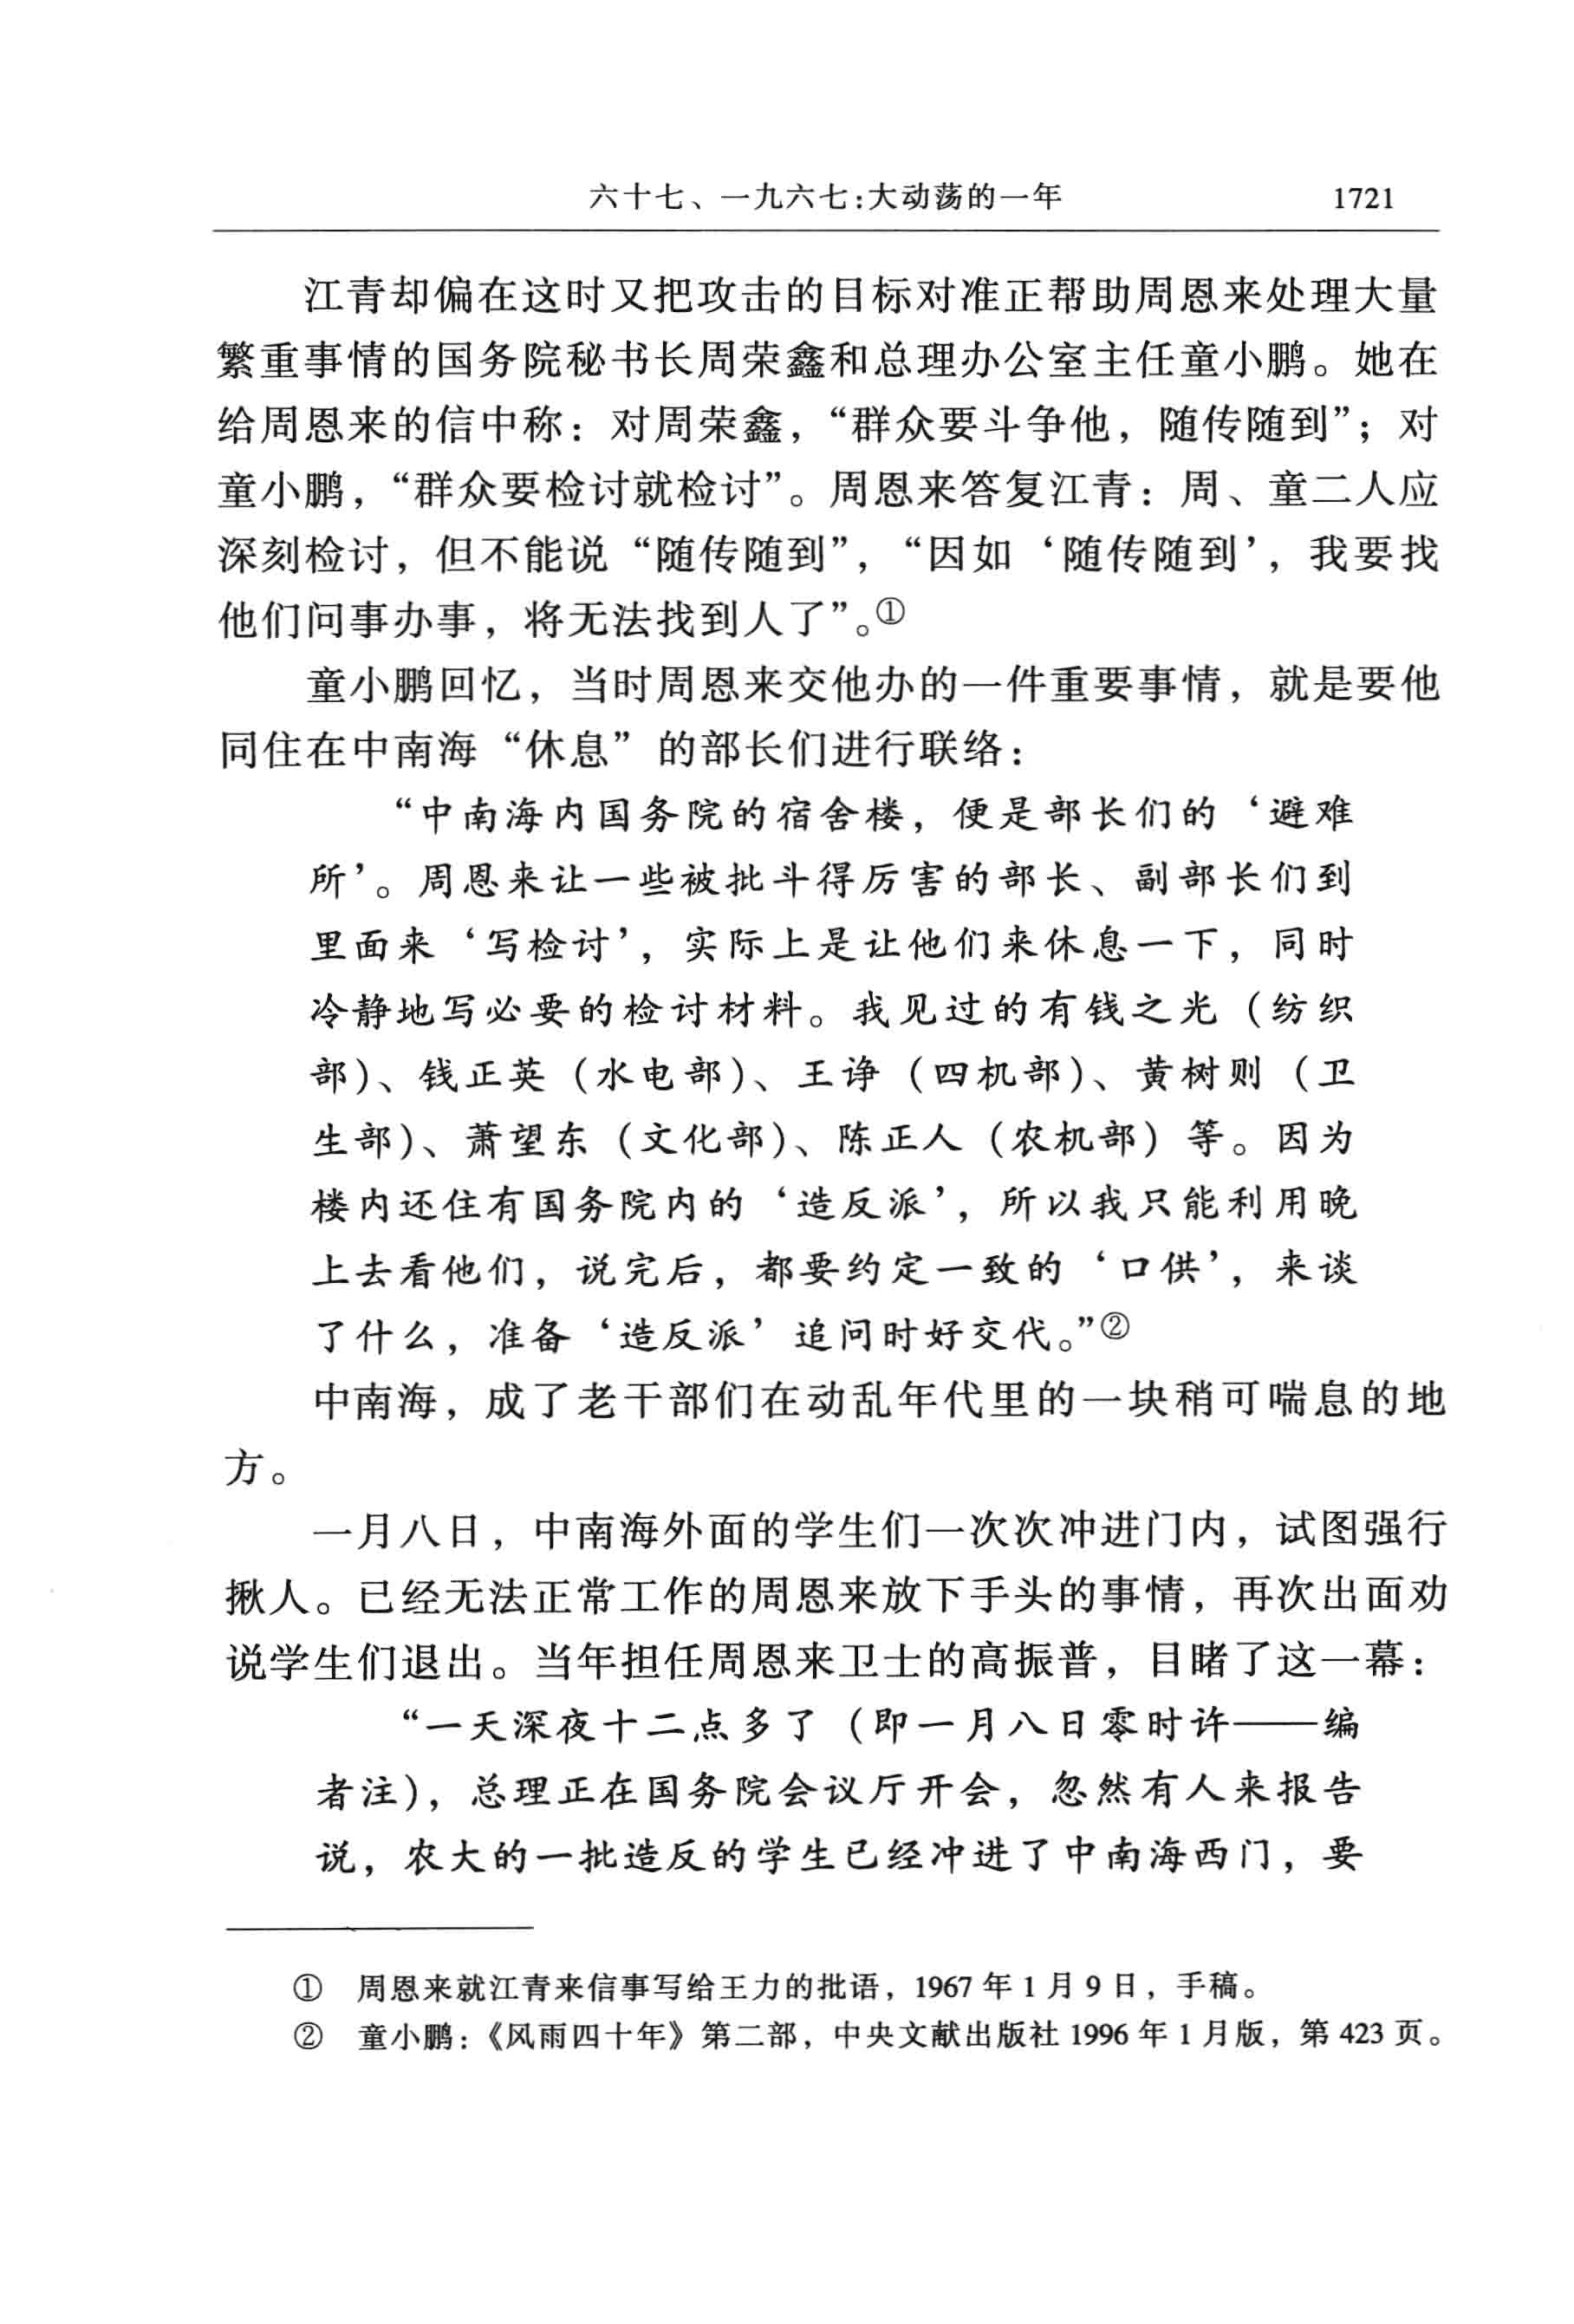 六十七、一九六七:大动荡的一年 1721
江青却偏在这时又把攻击的目标对准正帮助周恩来处理大量
繁重事情的国务院秘书长周荣鑫和总理办公室主任童小鹏。她在
给周恩来的信中称：对周荣鑫，“群众要斗争他，随传随到”；对
童小鹏，“群众要检讨就检讨”。周恩来答复江青：周、童二人应
深刻检讨，但不能说“随传随到”，“因如‘随传随到’，我要找
他们问事办事，将无法找到人了”。①
童小鹏回忆，当时周恩来交他办的一件重要事情，就是要他
同住在中南海“休息”的部长们进行联络：
“中南海内国务院的宿舍楼，便是部长们的‘避难
所’。周恩来让一些被批斗得厉害的部长、副部长们到
里面来‘写检讨’，实际上是让他们来休息一下，同时
冷静地写必要的检讨材料。我见过的有钱之光（纺织
部）、钱正英（水电部）、王诤（四机部）、黄树则（卫
生部）、萧望东（文化部）、陈正人（农机部）等。因为
楼内还住有国务院内的‘造反派’，所以我只能利用晚
上去看他们，说完后，都要约定一致的‘口供’，来谈
了什么，准备‘造反派’追问时好交代。”②
中南海，成了老干部们在动乱年代里的一块稍可喘息的地
方。
一月八日，中南海外面的学生们一次次冲进门内，试图强行
揪人。已经无法正常工作的周恩来放下手头的事情，再次出面劝
说学生们退出。当年担任周恩来卫士的高振普，目睹了这一幕：
“一天深夜十二点多了（即一月八日零时许——编
者注），总理正在国务院会议厅开会，忽然有人来报告
说，农大的一批造反的学生已经冲进了中南海西门，要
① 周恩来就江青来信事写给王力的批语，1967年1月9日，手稿。
② 童小鹏：《风雨四十年》第二部，中央文献出版社1996年1月版，第423页。